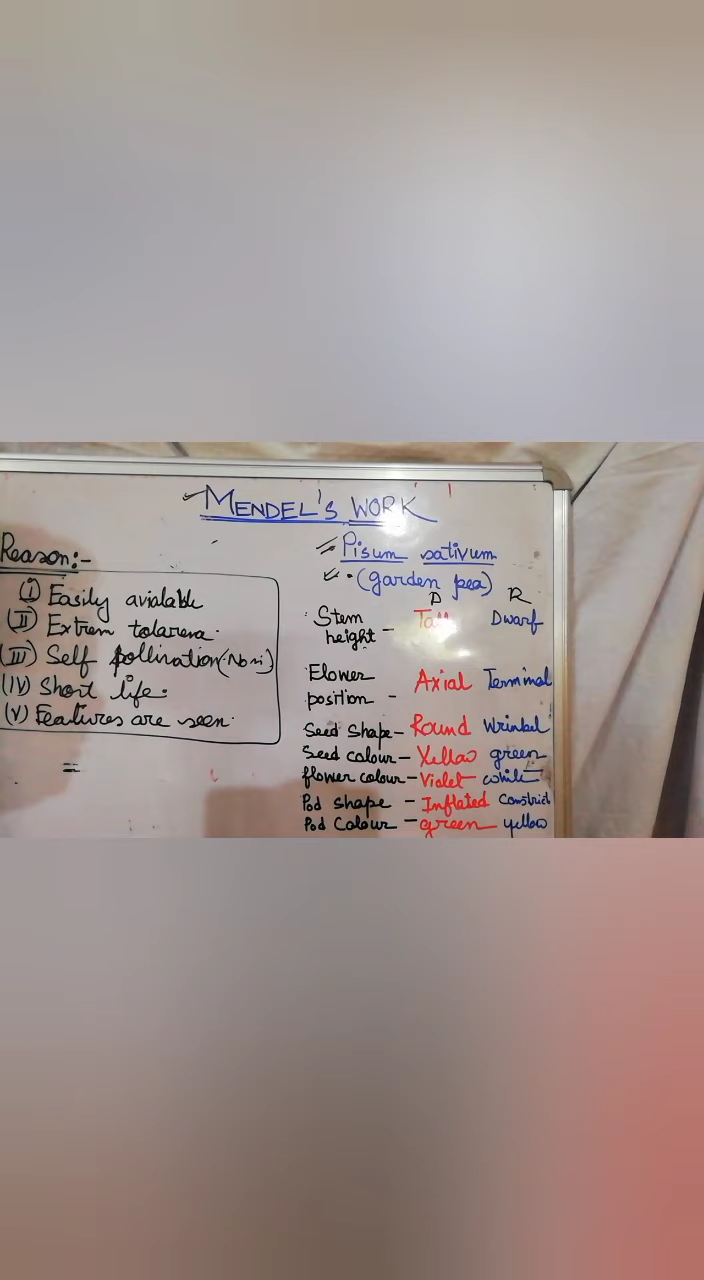 MENDEL'S WORK
Reason:-
(I) Easily avialable
(II) Extrem tolarena.
(III) Self pollination
(IV) Short life.
(V) Features are seen.
Pisum sativum
(garden pea)
D R
Stem height - Tall Dwarf
Flower position - Axial Terminal
Seed Shape - Round Wrinkel
Seed colour - Yellow green
flower colour - Violet white
Pod shape - Inflated Constrict
Pod Colour - green yellow